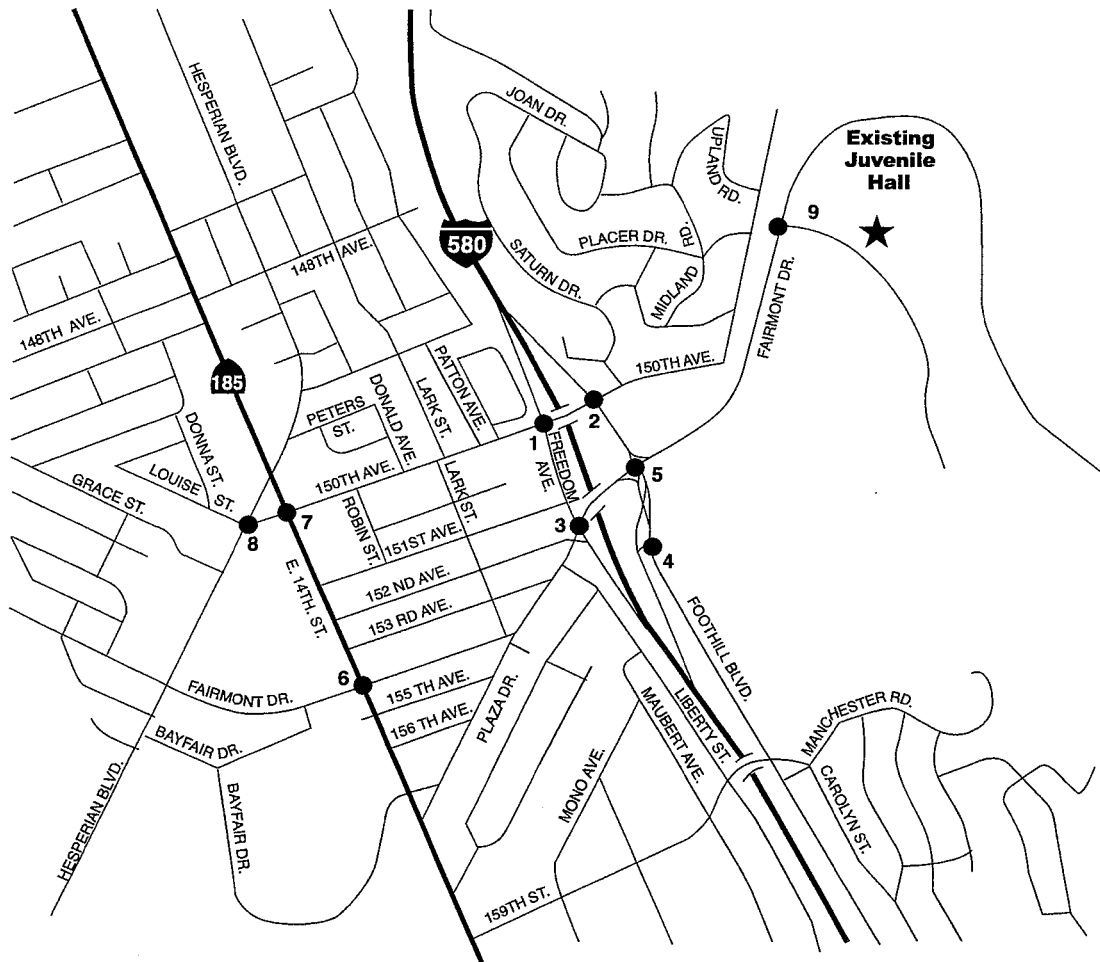 HESPERIAN BLVD.
JOAN DR.
UPLAND RD.
Existing
Juvenile
Hall
9
580
148TH AVE.
SATURN DR.
PLACER DR.
RD.
MIDLAND
FAIRMONT DR.
148TH AVE.
185
PATTON AVE.
150TH AVE.
2
LARK ST.
DONALD AVE.
PETERS
ST.
1
DONNA ST.
LOUISE
ST.
GRACE ST.
150TH AVE.
LARK ST.
FREEDOM
AVE.
5
7
8
ROBIN ST.
151ST AVE.
3
4
E. 14TH. ST.
152 ND AVE.
153 RD AVE.
FOOTHILL BLVD.
6
FAIRMONT DR.
155 TH AVE.
156 TH AVE.
PLAZA DR.
LIBERTY ST.
MAUBERT AVE.
MANCHESTER RD.
BAYFAIR DR.
BAYFAIR DR.
HESPERIAN BLVD.
MONO AVE.
CAROLYN ST.
159TH ST.